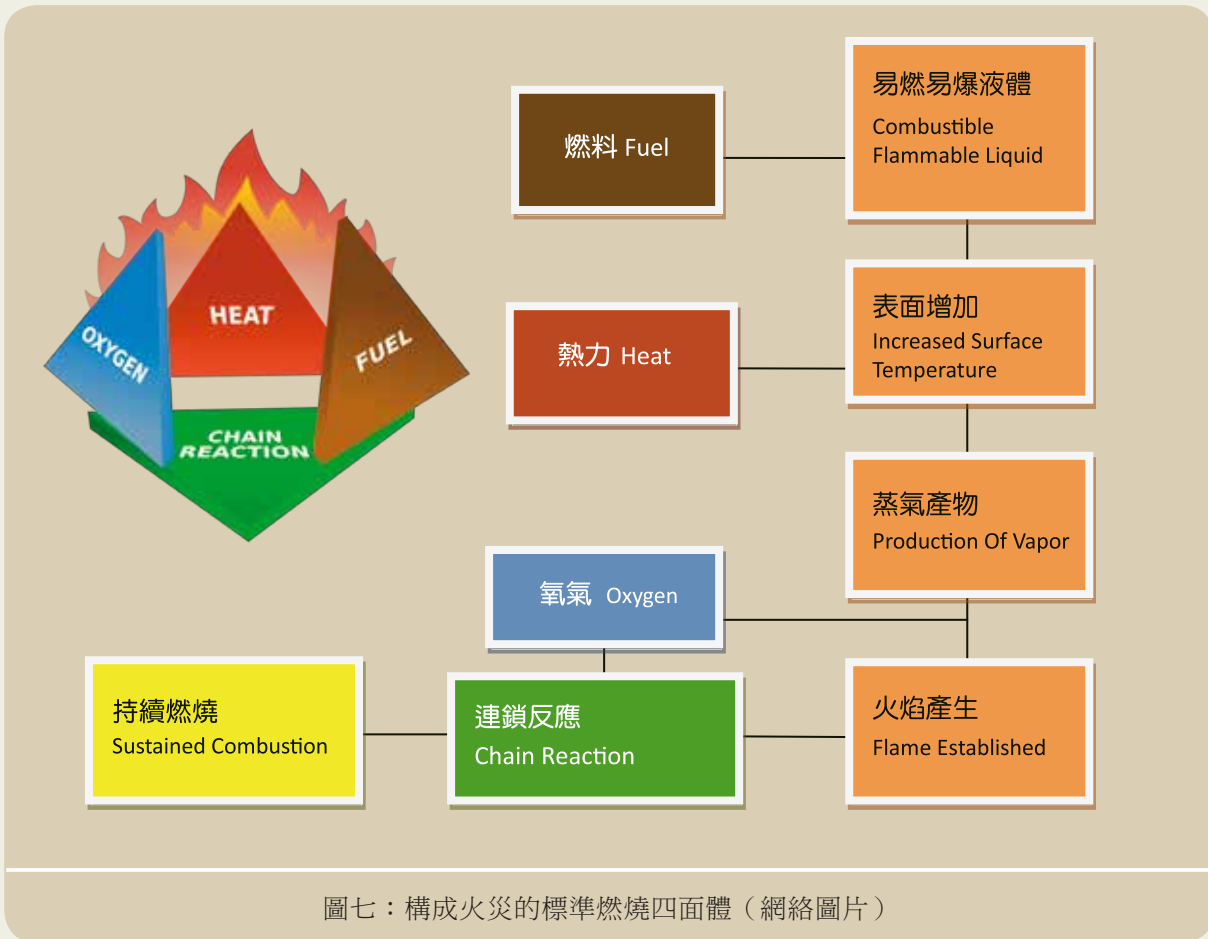 HEAT
OXYGEN
FUEL
CHAIN
REACTION
燃料 Fuel
易燃易爆液體
Combustible
Flammable Liquid
熱力 Heat
表面增加
Increased Surface
Temperature
蒸氣產物
Production Of Vapor
氧氣 Oxygen
持續燃燒
Sustained Combustion
連鎖反應
Chain Reaction
火焰產生
Flame Established
圖七：構成火災的標準燃燒四面體（網絡圖片）